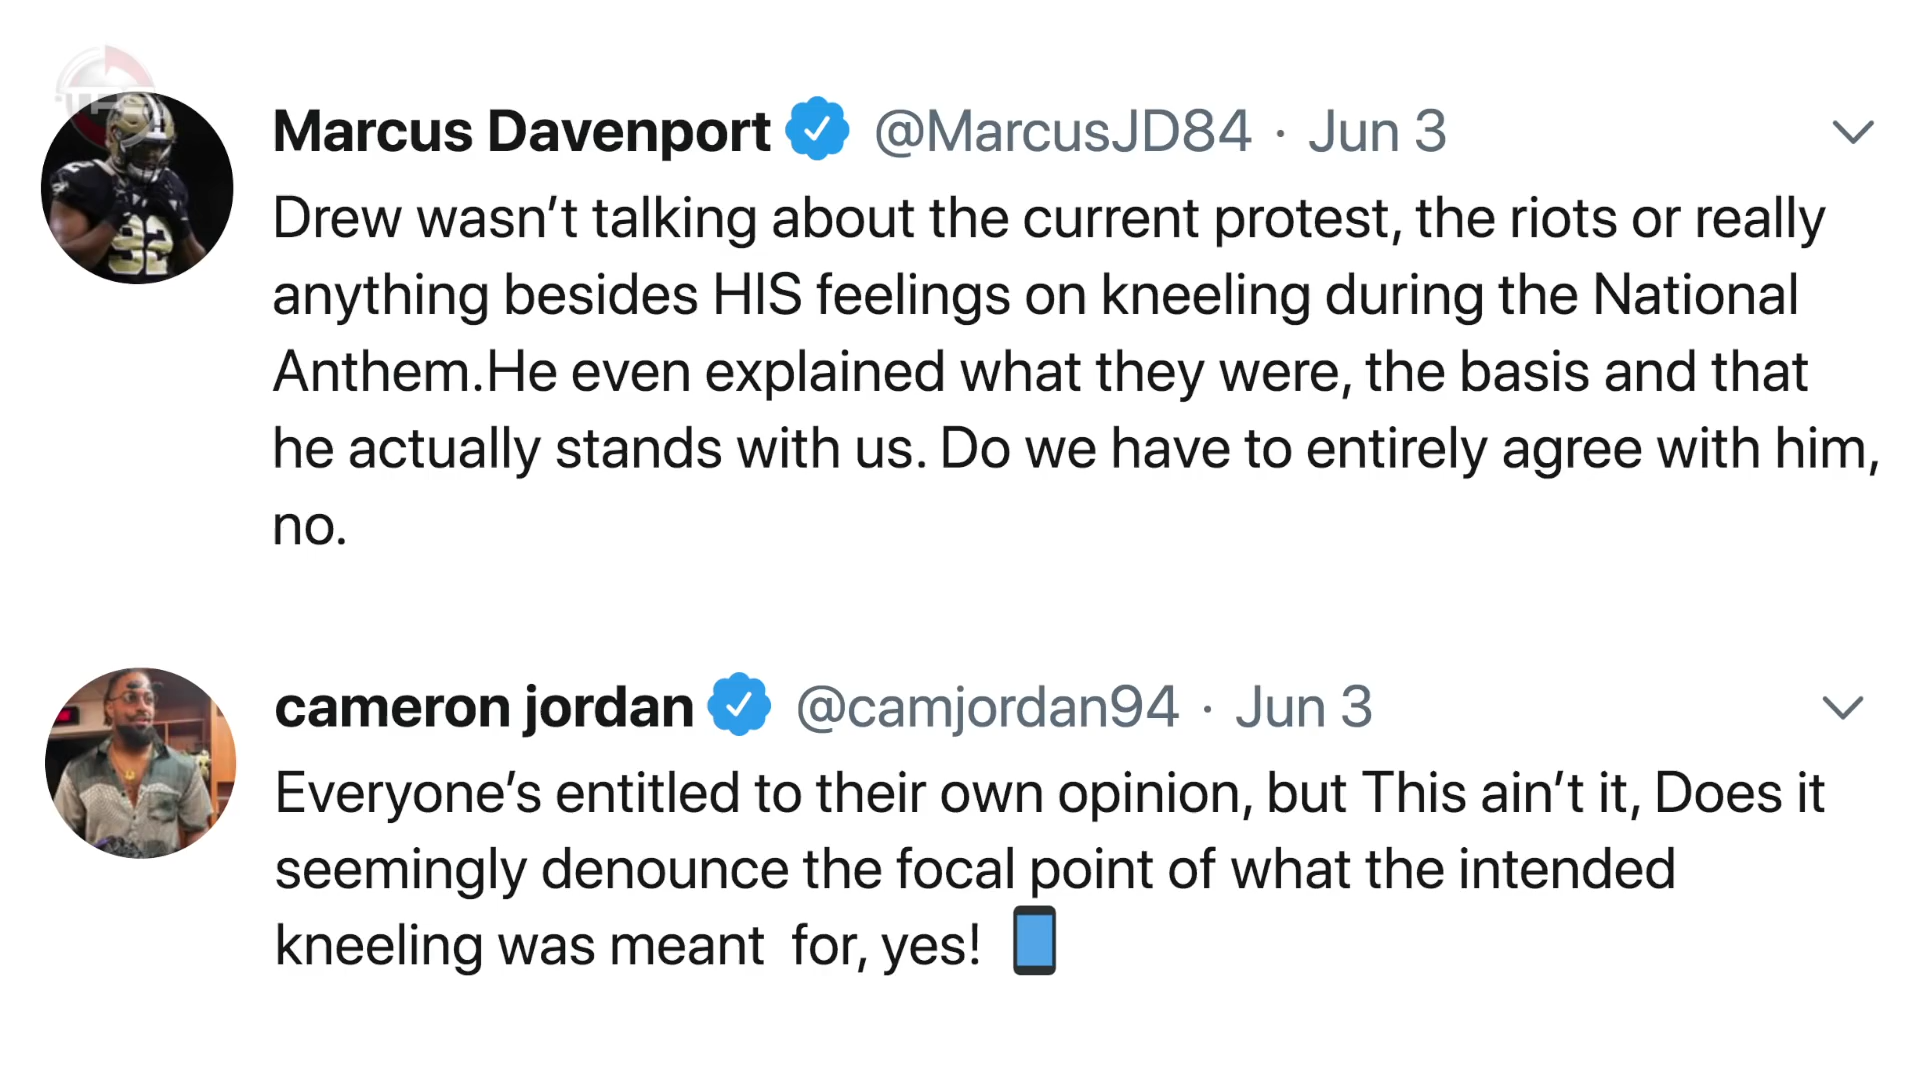 Marcus Davenport @MarcusJD84 · Jun 3
Drew wasn’t talking about the current protest, the riots or really
anything besides HIS feelings on kneeling during the National
Anthem.He even explained what they were, the basis and that
he actually stands with us. Do we have to entirely agree with him,
no.
cameron jordan @camjordan94 · Jun 3
Everyone’s entitled to their own opinion, but This ain’t it, Does it
seemingly denounce the focal point of what the intended
kneeling was meant  for, yes!
92